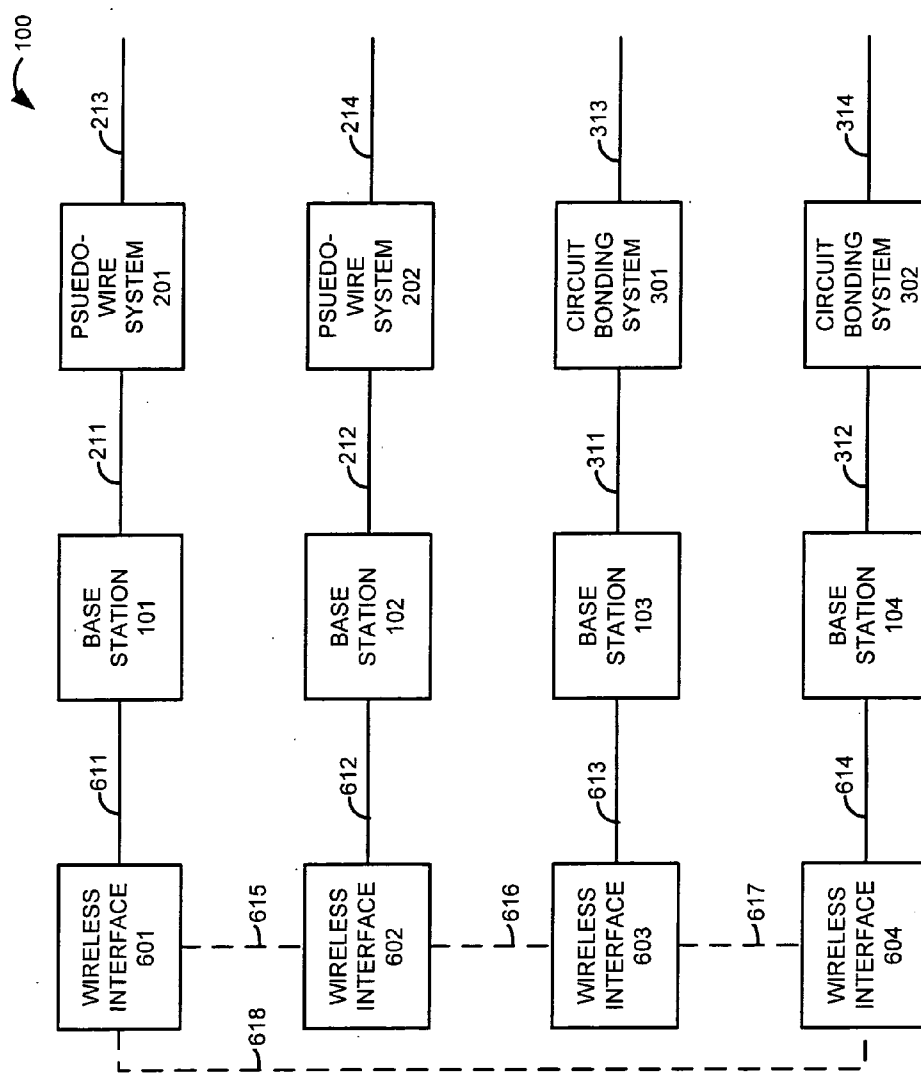 100
WIRELESS
INTERFACE
601
611
BASE
STATION
101
211
PSUEDO-
WIRE
SYSTEM
201
213
615
618
WIRELESS
INTERFACE
602
612
BASE
STATION
102
212
PSUEDO-
WIRE
SYSTEM
202
214
616
WIRELESS
INTERFACE
603
613
BASE
STATION
103
311
CIRCUIT
BONDING
SYSTEM
301
313
617
WIRELESS
INTERFACE
604
614
BASE
STATION
104
312
CIRCUIT
BONDING
SYSTEM
302
314